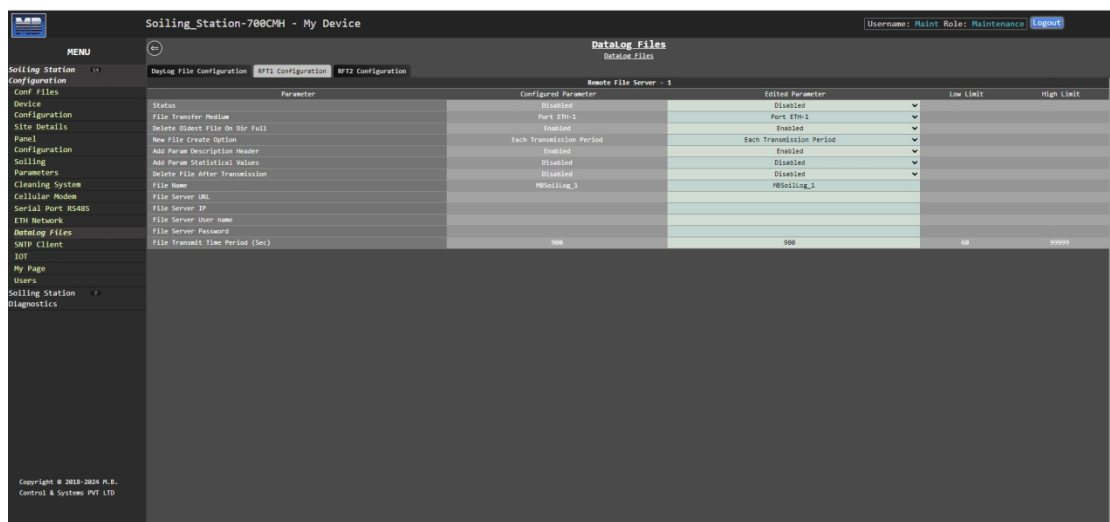 MB
Soiling_Station-700CMH - My Device
Username: Maint Role: Maintenance Logout
MENU
Soiling Station 14
Configuration
Conf Files
Device
Configuration
Site Details
Panel
Configuration
Soiling
Parameters
Cleaning System
Cellular Modem
Serial Port RS485
ETH Network
DataLog Files
SNTP Client
IOT
My Page
Users
Soiling Station 7
Diagnostics
Copyright © 2018-2024 M.B.
Control & Systems PVT LTD
DataLog Files
DataLog Files
DayLog File Configuration RFT1 Configuration RFT2 Configuration
Remote File Server - 1
Parameter Configured Parameter Edited Parameter Low Limit High Limit
Status Disabled Disabled
File Transfer Medium Port ETH-1 Port ETH-1
Delete Oldest File On Dir Full Enabled Enabled
New File Create Option Each Transmission Period Each Transmission Period
Add Param Description Header Enabled Enabled
Add Param Statistical Values Disabled Disabled
Delete File After Transmission Disabled Disabled
File Name MBSoilLog_1 MBSoilLog_1
File Server URL
File Server IP
File Server User name
File Server Password
File Transmit Time Period (Sec) 900 900 60 99999